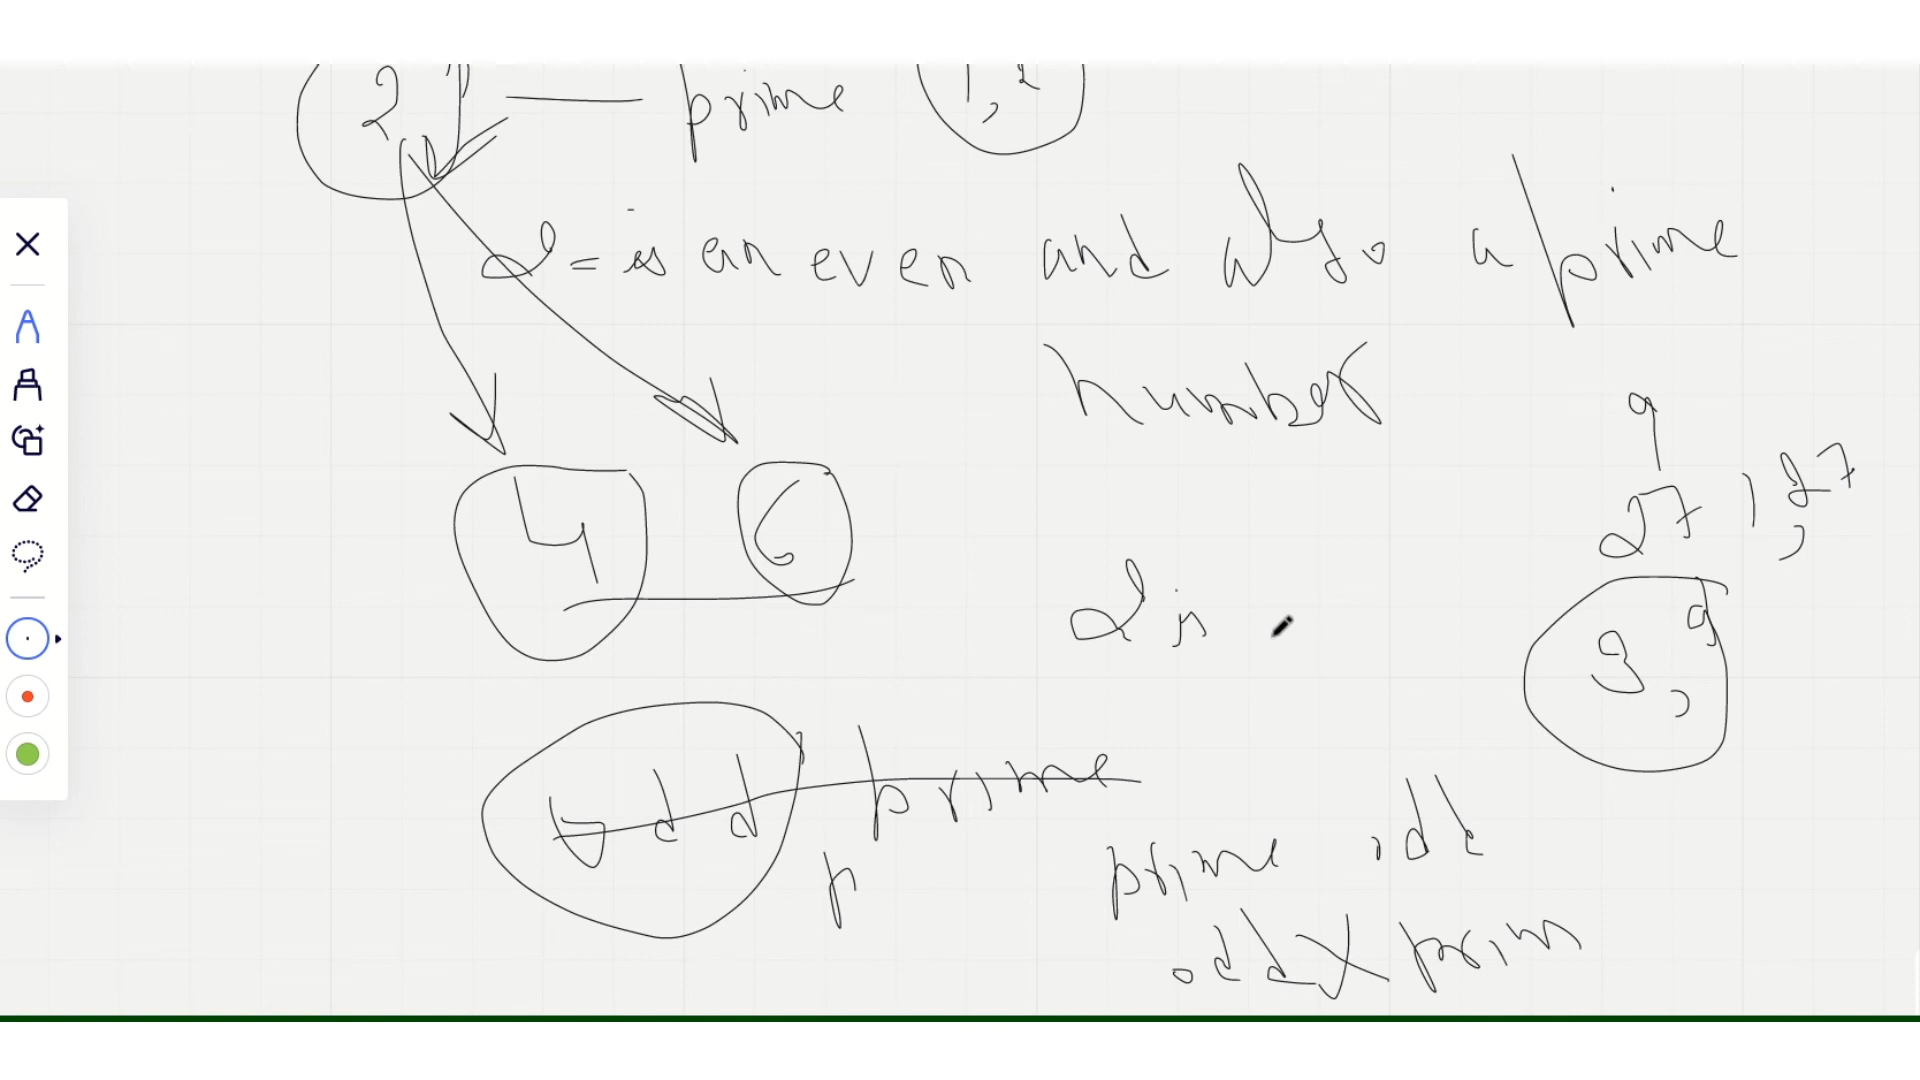 2 — prime 1, 2
2 = is an even and also a prime
number
9
27 1, 27
4 6
2 is
3, 9
odd prime
p
prime odd
odd X prim